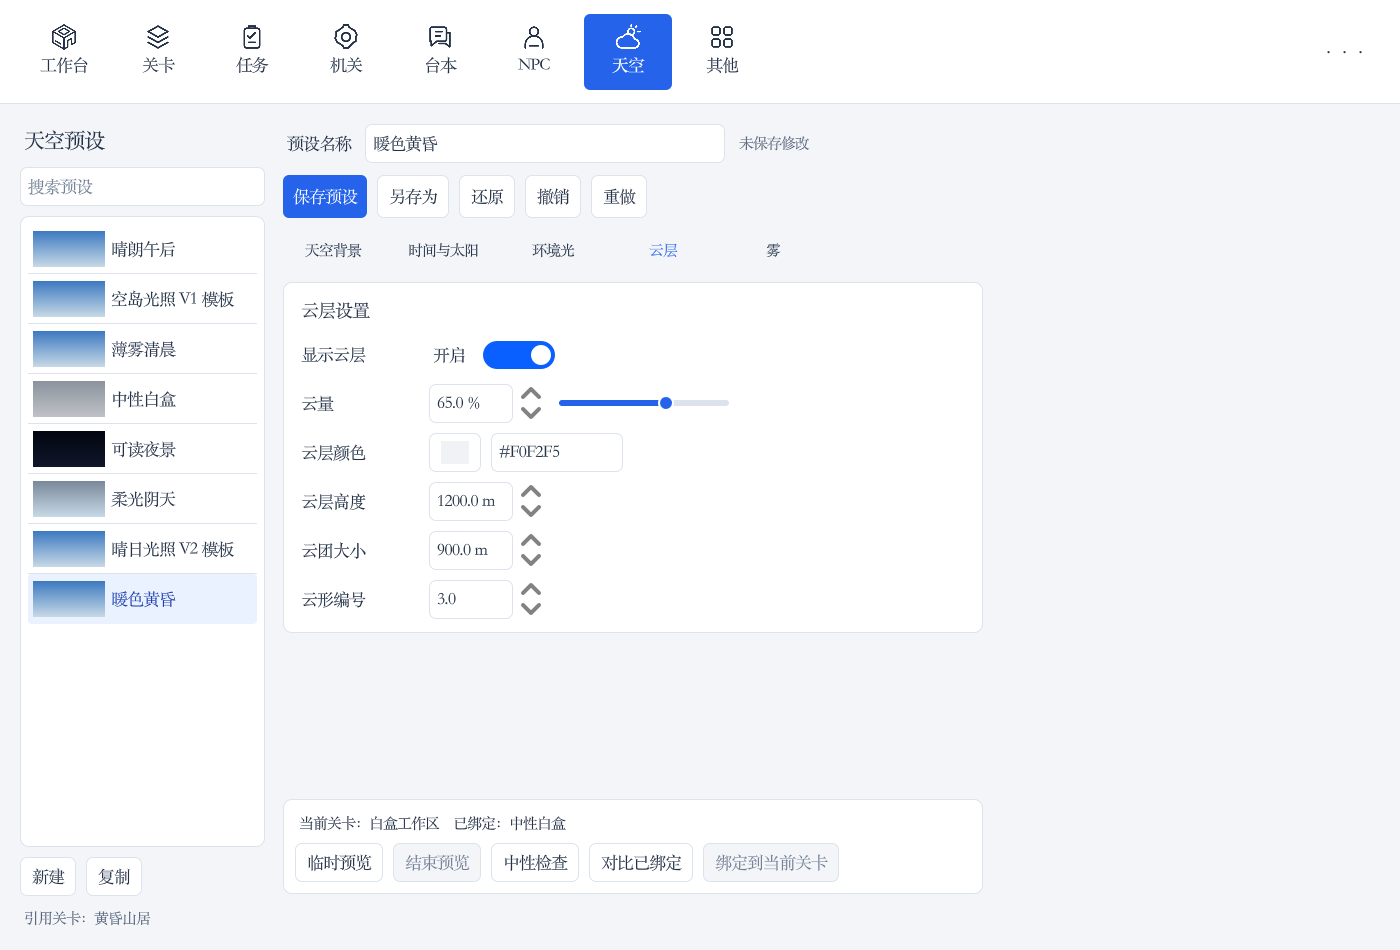 工作台 关卡 任务 机关 台本 NPC 天空 其他 . . .
天空预设
搜索预设
晴朗午后
空岛光照 V1 模板
薄雾清晨
中性白盒
可读夜景
柔光阴天
晴日光照 V2 模板
暖色黄昏
新建 复制
引用关卡：黄昏山居
预设名称 暖色黄昏 未保存修改
保存预设 另存为 还原 撤销 重做
天空背景 时间与太阳 环境光 云层 雾
云层设置
显示云层 开启
云量 65.0 %
云层颜色 #F0F2F5
云层高度 1200.0 m
云团大小 900.0 m
云形编号 3.0
当前关卡：白盒工作区 已绑定：中性白盒
临时预览 结束预览 中性检查 对比已绑定 绑定到当前关卡